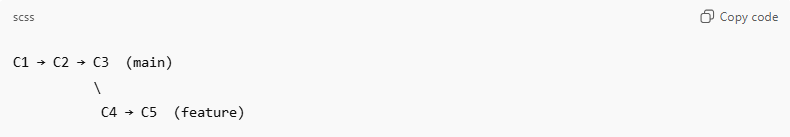 scss
Copy code
C1 → C2 → C3  (main)
\
C4 → C5  (feature)